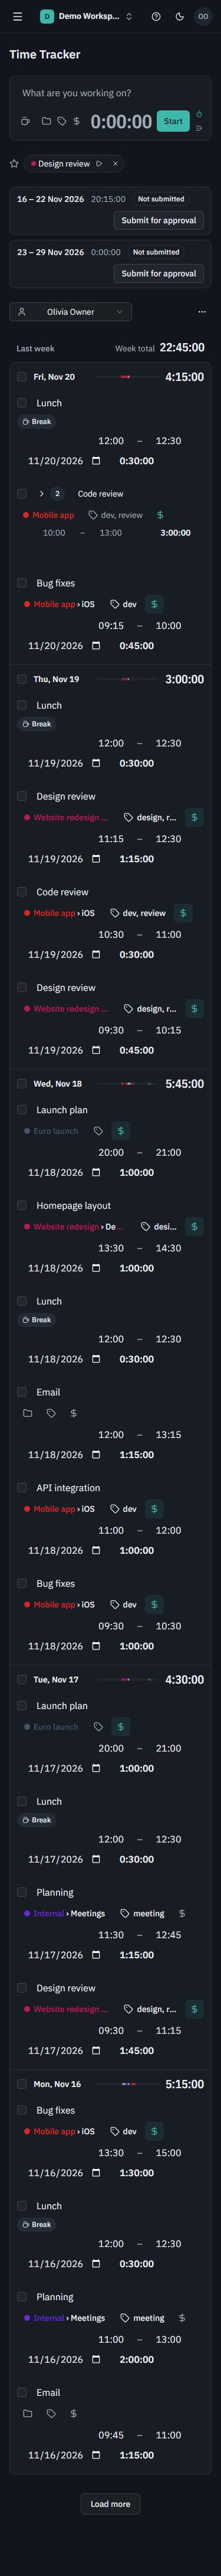 D Demo Worksp... OO
Time Tracker
What are you working on?
0:00:00 Start
Design review
16 – 22 Nov 2026 20:15:00 Not submitted
Submit for approval
23 – 29 Nov 2026 0:00:00 Not submitted
Submit for approval
Olivia Owner
Last week Week total 22:45:00
Fri, Nov 20 4:15:00
Lunch
Break
12:00 – 12:30
11/20/2026 0:30:00
2 Code review
Mobile app dev, review $
10:00 – 13:00 3:00:00
Bug fixes
Mobile app › iOS dev $
09:15 – 10:00
11/20/2026 0:45:00
Thu, Nov 19 3:00:00
Lunch
Break
12:00 – 12:30
11/19/2026 0:30:00
Design review
Website redesign ... design, r... $
11:15 – 12:30
11/19/2026 1:15:00
Code review
Mobile app › iOS dev, review $
10:30 – 11:00
11/19/2026 0:30:00
Design review
Website redesign ... design, r... $
09:30 – 10:15
11/19/2026 0:45:00
Wed, Nov 18 5:45:00
Launch plan
Euro launch $
20:00 – 21:00
11/18/2026 1:00:00
Homepage layout
Website redesign › De... desi... $
13:30 – 14:30
11/18/2026 1:00:00
Lunch
Break
12:00 – 12:30
11/18/2026 0:30:00
Email
$
12:00 – 13:15
11/18/2026 1:15:00
API integration
Mobile app › iOS dev $
11:00 – 12:00
11/18/2026 1:00:00
Bug fixes
Mobile app › iOS dev $
09:30 – 10:30
11/18/2026 1:00:00
Tue, Nov 17 4:30:00
Launch plan
Euro launch $
20:00 – 21:00
11/17/2026 1:00:00
Lunch
Break
12:00 – 12:30
11/17/2026 0:30:00
Planning
Internal › Meetings meeting $
11:30 – 12:45
11/17/2026 1:15:00
Design review
Website redesign ... design, r... $
09:30 – 11:15
11/17/2026 1:45:00
Mon, Nov 16 5:15:00
Bug fixes
Mobile app › iOS dev $
13:30 – 15:00
11/16/2026 1:30:00
Lunch
Break
12:00 – 12:30
11/16/2026 0:30:00
Planning
Internal › Meetings meeting $
11:00 – 13:00
11/16/2026 2:00:00
Email
$
09:45 – 11:00
11/16/2026 1:15:00
Load more